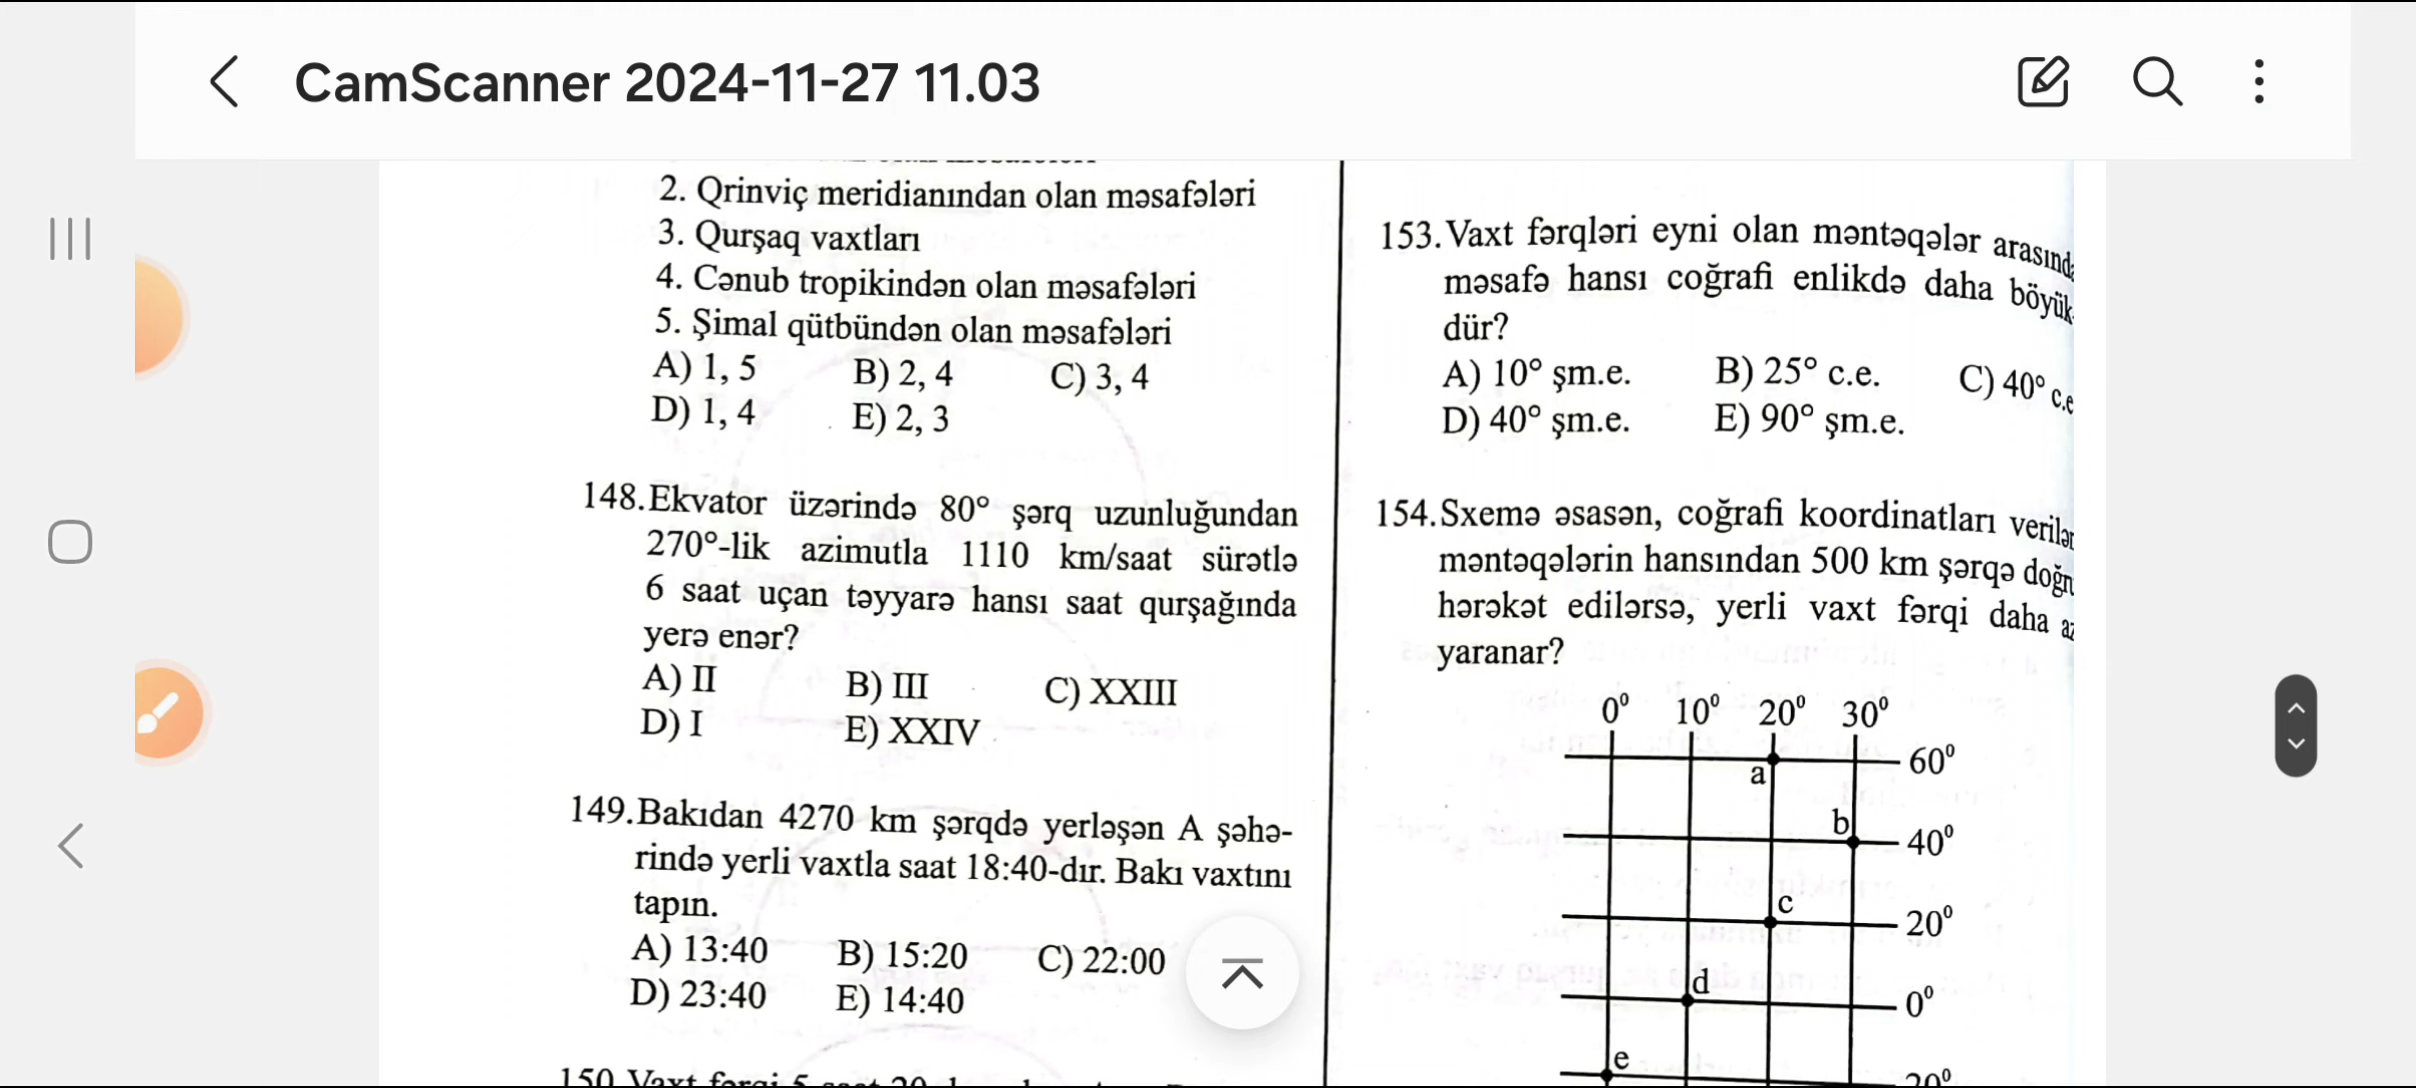 CamScanner 2024-11-27 11.03
2. Qrinviç meridianından olan məsafələri
3. Qurşaq vaxtları
4. Cənub tropikindən olan məsafələri
5. Şimal qütbündən olan məsafələri
A) 1, 5 B) 2, 4 C) 3, 4
D) 1, 4 E) 2, 3
148. Ekvator üzərində 80° şərq uzunluğundan
270°-lik azimutla 1110 km/saat sürətlə
6 saat uçan təyyarə hansı saat qurşağında
yerə enər?
A) II B) III C) XXIII
D) I E) XXIV
149. Bakıdan 4270 km şərqdə yerləşən A şəhə-
rində yerli vaxtla saat 18:40-dır. Bakı vaxtını
tapın.
A) 13:40 B) 15:20 C) 22:00
D) 23:40 E) 14:40
150 Vaxt fərqi 5
153. Vaxt fərqləri eyni olan məntəqələr arasında
məsafə hansı coğrafi enlikdə daha böyük-
dür?
A) 10° şm.e. B) 25° c.e. C) 40° c.e
D) 40° şm.e. E) 90° şm.e.
154. Sxemə əsasən, coğrafi koordinatları verilən
məntəqələrin hansından 500 km şərqə doğru
hərəkət edilərsə, yerli vaxt fərqi daha az
yaranar?
0° 10° 20° 30°
60°
a
b
40°
c
20°
d
0°
e
20°